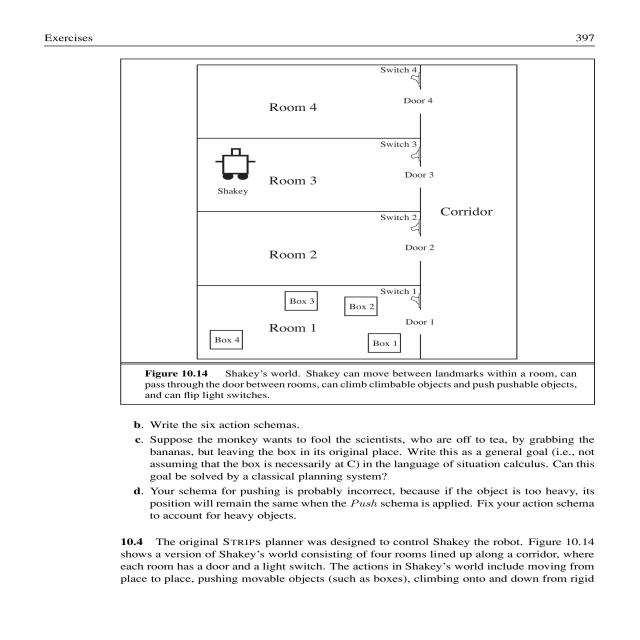 Exercises 397
Switch 4
Door 4
Room 4
Switch 3
Door 3
Room 3
Shakey
Corridor
Switch 2
Door 2
Room 2
Switch 1
Box 3
Box 2
Door 1
Room 1
Box 4
Box 1
Figure 10.14 Shakey's world. Shakey can move between landmarks within a room, can
pass through the door between rooms, can climb climbable objects and push pushable objects,
and can flip light switches.
b. Write the six action schemas.
c. Suppose the monkey wants to fool the scientists, who are off to tea, by grabbing the
bananas, but leaving the box in its original place. Write this as a general goal (i.e., not
assuming that the box is necessarily at C) in the language of situation calculus. Can this
goal be solved by a classical planning system?
d. Your schema for pushing is probably incorrect, because if the object is too heavy, its
position will remain the same when the Push schema is applied. Fix your action schema
to account for heavy objects.
10.4 The original STRIPS planner was designed to control Shakey the robot. Figure 10.14
shows a version of Shakey's world consisting of four rooms lined up along a corridor, where
each room has a door and a light switch. The actions in Shakey's world include moving from
place to place, pushing movable objects (such as boxes), climbing onto and down from rigid